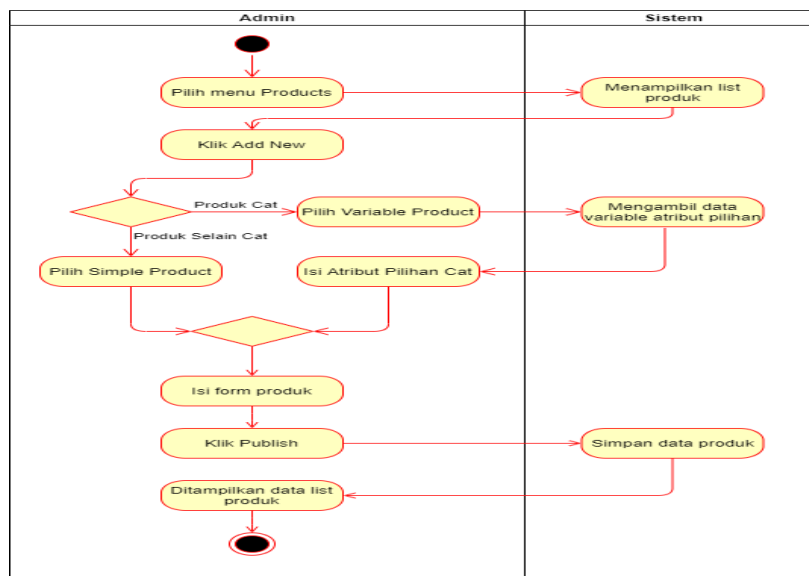 Admin
Sistem
Pilih menu Products
Menampilkan list
produk
Klik Add New
Produk Cat
Pilih Variable Product
Mengambil data
variable atribut pilihan
Produk Selain Cat
Pilih Simple Product
Isi Atribut Pilihan Cat
Isi form produk
Klik Publish
Simpan data produk
Ditampilkan data list
produk